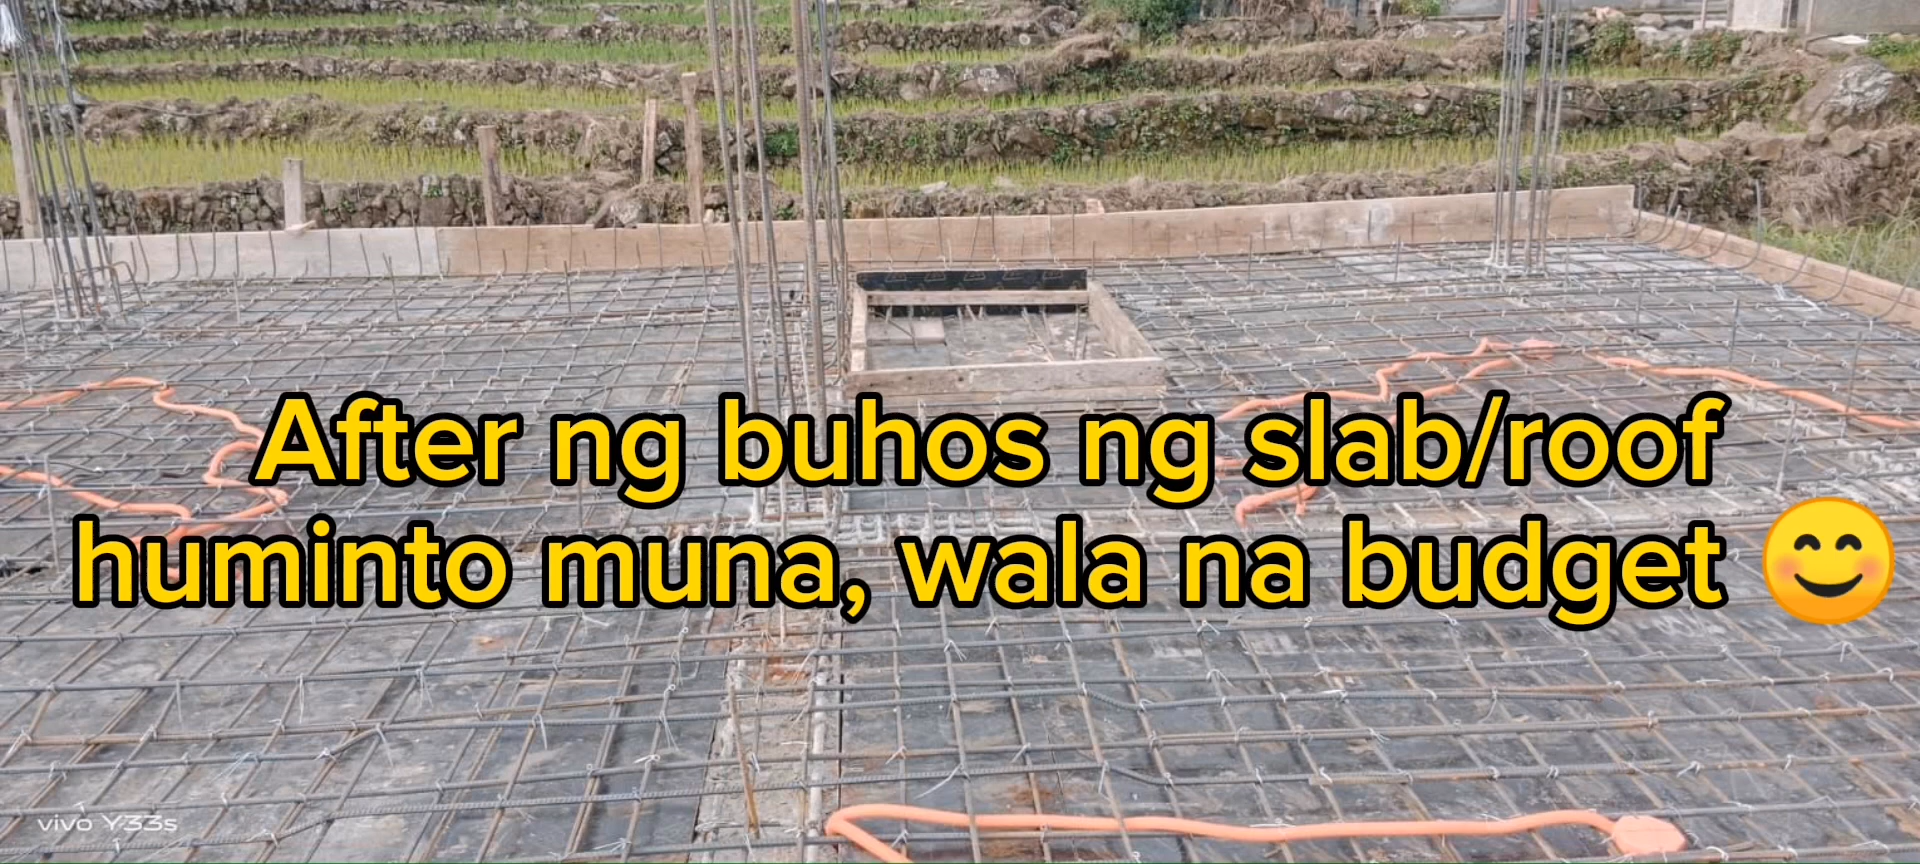 After ng buhos ng slab/roof
huminto muna, wala na budget 😊
vivo Y33s